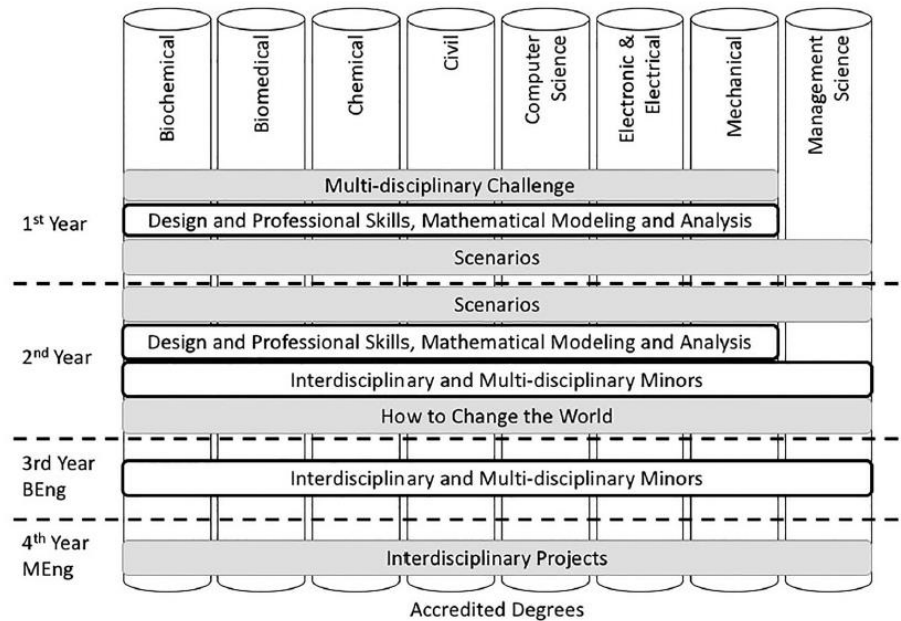 Biochemical
Biomedical
Chemical
Civil
Computer
Science
Electronic &
Electrical
Mechanical
Management
Science
Multi-disciplinary Challenge
1st Year
Design and Professional Skills, Mathematical Modeling and Analysis
Scenarios
Scenarios
2nd Year
Design and Professional Skills, Mathematical Modeling and Analysis
Interdisciplinary and Multi-disciplinary Minors
How to Change the World
3rd Year
BEng
Interdisciplinary and Multi-disciplinary Minors
4th Year
MEng
Interdisciplinary Projects
Accredited Degrees